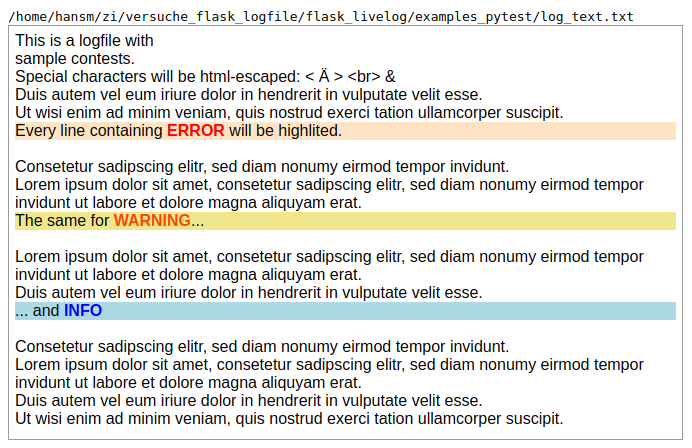 /home/hansm/zi/versuche_flask_logfile/flask_livelog/examples_pytest/log_text.txt
This is a logfile with
sample contests.
Special characters will be html-escaped: < Ä > <br> &
Duis autem vel eum iriure dolor in hendrerit in vulputate velit esse.
Ut wisi enim ad minim veniam, quis nostrud exerci tation ullamcorper suscipit.
Every line containing ERROR will be highlited.
Consetetur sadipscing elitr, sed diam nonumy eirmod tempor invidunt.
Lorem ipsum dolor sit amet, consetetur sadipscing elitr, sed diam nonumy eirmod tempor
invidunt ut labore et dolore magna aliquyam erat.
The same for WARNING...
Lorem ipsum dolor sit amet, consetetur sadipscing elitr, sed diam nonumy eirmod tempor
invidunt ut labore et dolore magna aliquyam erat.
Duis autem vel eum iriure dolor in hendrerit in vulputate velit esse.
... and INFO
Consetetur sadipscing elitr, sed diam nonumy eirmod tempor invidunt.
Lorem ipsum dolor sit amet, consetetur sadipscing elitr, sed diam nonumy eirmod tempor
invidunt ut labore et dolore magna aliquyam erat.
Duis autem vel eum iriure dolor in hendrerit in vulputate velit esse.
Ut wisi enim ad minim veniam, quis nostrud exerci tation ullamcorper suscipit.